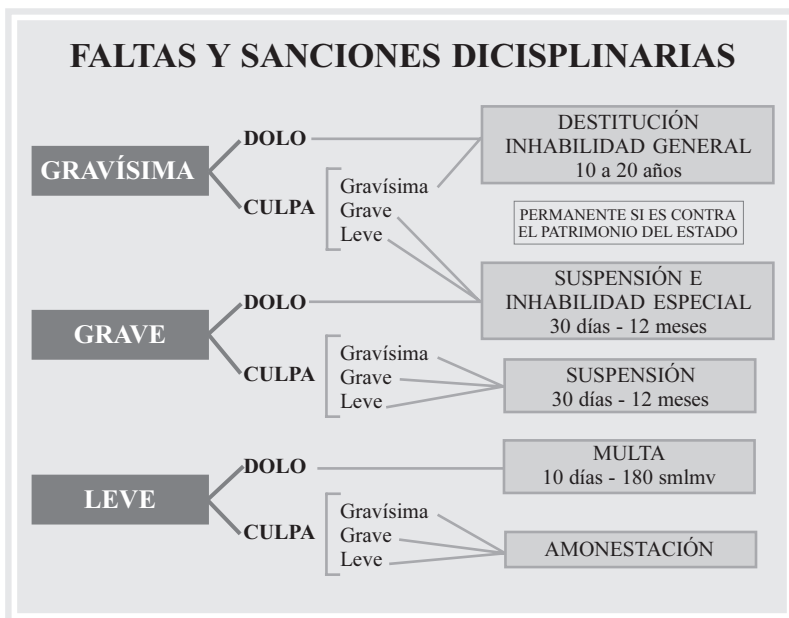 FALTAS Y SANCIONES DICISPLINARIAS
GRAVÍSIMA
DOLO
CULPA
Gravísima
Grave
Leve
DESTITUCIÓN
INHABILIDAD GENERAL
10 a 20 años
PERMANENTE SI ES CONTRA
EL PATRIMONIO DEL ESTADO
GRAVE
DOLO
CULPA
Gravísima
Grave
Leve
SUSPENSIÓN E
INHABILIDAD ESPECIAL
30 días - 12 meses
SUSPENSIÓN
30 días - 12 meses
LEVE
DOLO
CULPA
Gravísima
Grave
Leve
MULTA
10 días - 180 smlmv
AMONESTACIÓN